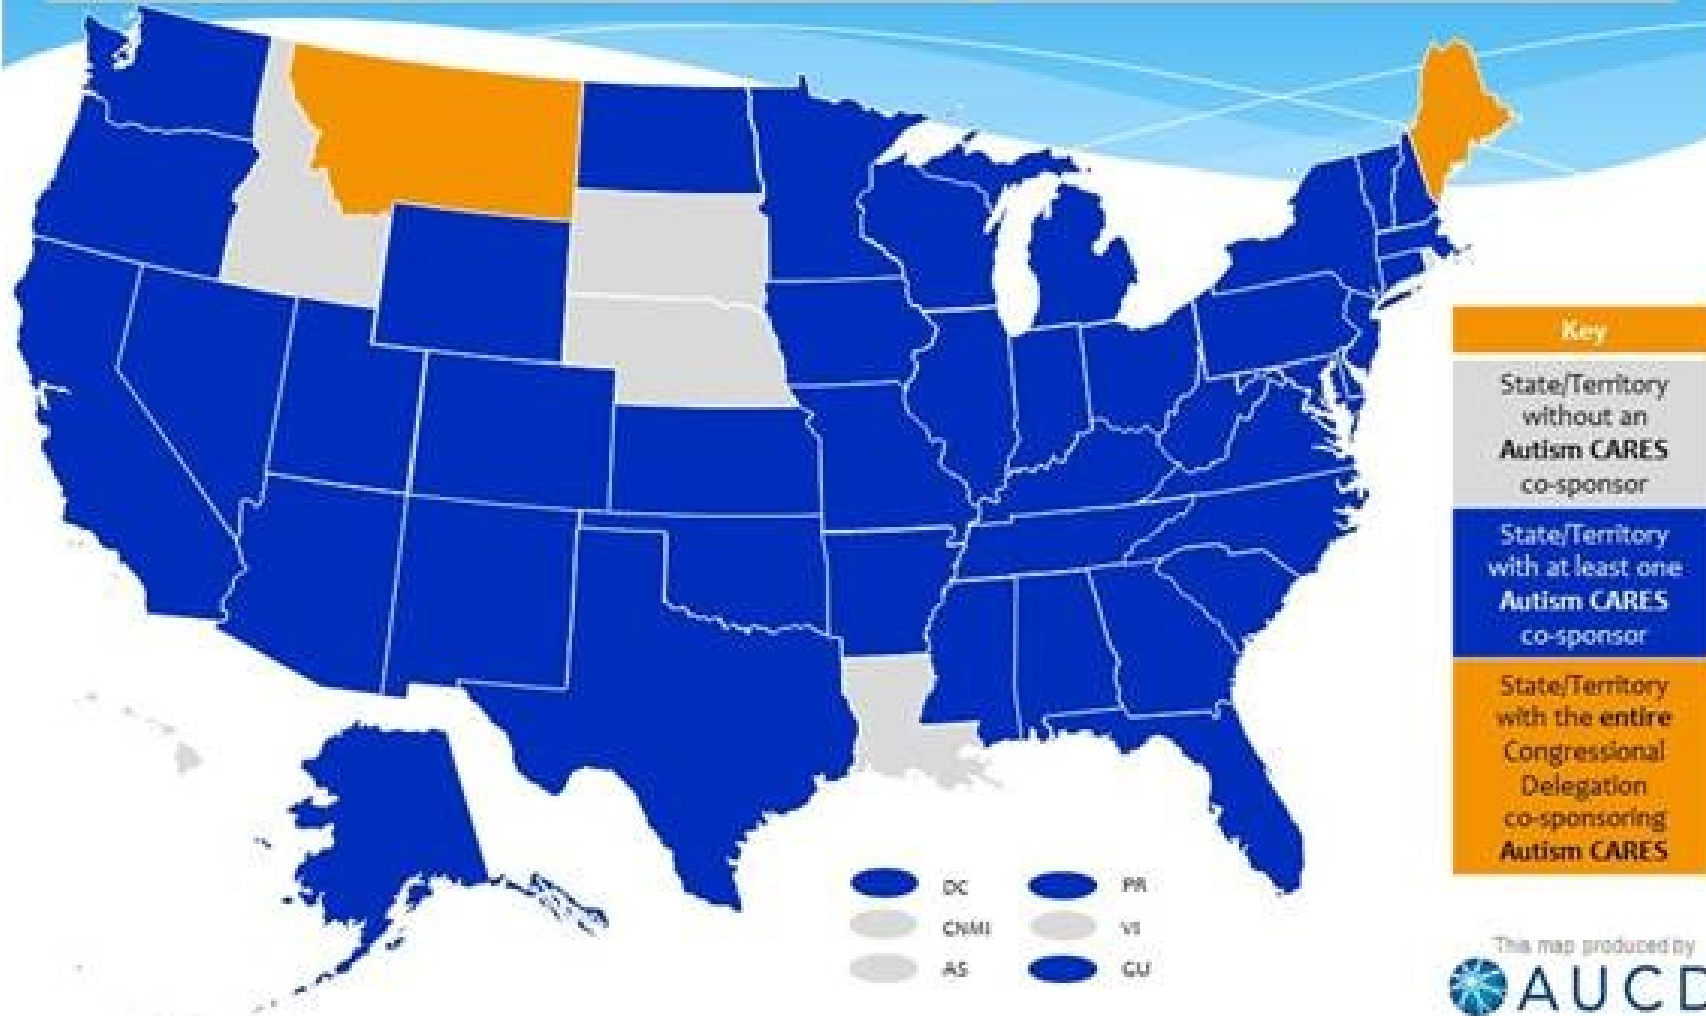 Key
State/Territory
without an
Autism CARES
co-sponsor
State/Territory
with at least one
Autism CARES
co-sponsor
State/Territory
with the entire
Congressional
Delegation
co-sponsoring
Autism CARES
DC
PR
CNMI
VI
AS
GU
This map produced by
AUCD